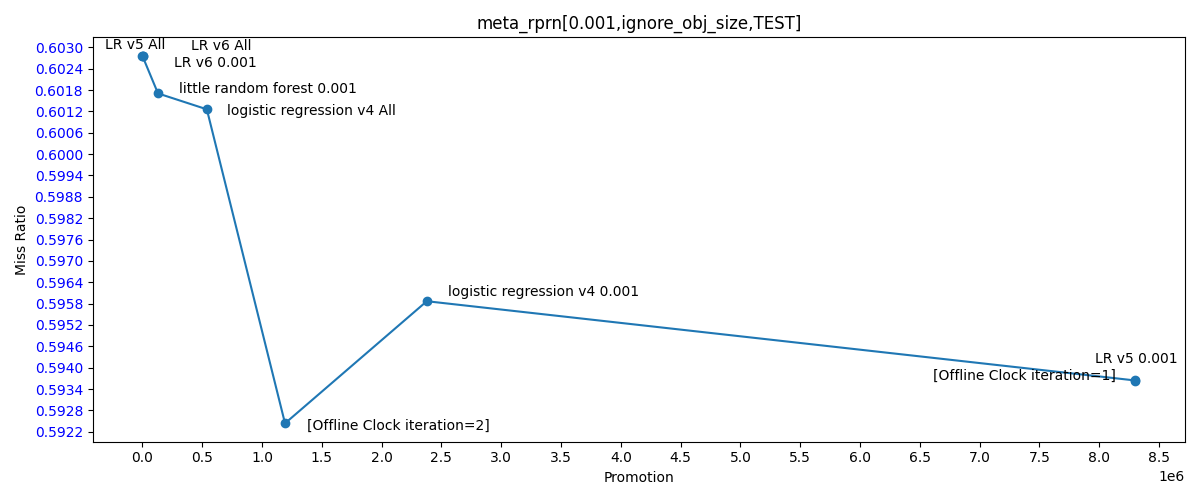 meta_rprn[0.001,ignore_obj_size,TEST]
0.6030
0.6024
0.6018
0.6012
0.6006
0.6000
0.5994
0.5988
0.5982
0.5976
0.5970
0.5964
0.5958
0.5952
0.5946
0.5940
0.5934
0.5928
0.5922
Miss Ratio
LR v5 All
LR v6 All
LR v6 0.001
little random forest 0.001
logistic regression v4 All
logistic regression v4 0.001
LR v5 0.001
[Offline Clock iteration=1]
[Offline Clock iteration=2]
0.0 0.5 1.0 1.5 2.0 2.5 3.0 3.5 4.0 4.5 5.0 5.5 6.0 6.5 7.0 7.5 8.0 8.5
1e6
Promotion